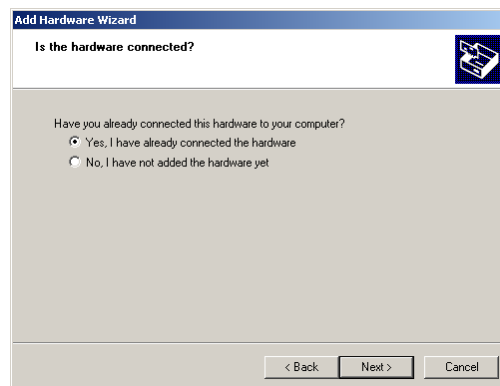 Add Hardware Wizard
Is the hardware connected?
Have you already connected this hardware to your computer?
Yes, I have already connected the hardware
No, I have not added the hardware yet
< Back Next > Cancel